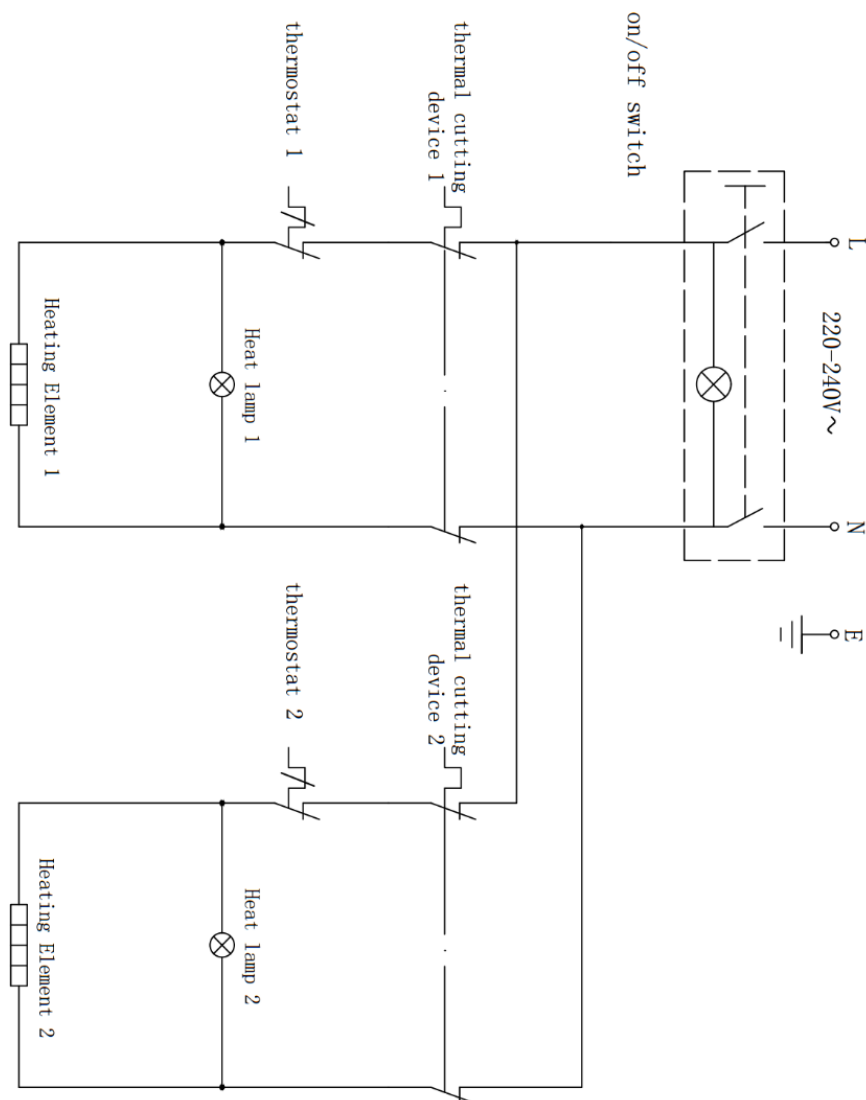 L
N
E
220-240V~
on/off switch
thermal cutting
device 1
thermostat 1
Heat lamp 1
Heating Element 1
thermal cutting
device 2
thermostat 2
Heat lamp 2
Heating Element 2